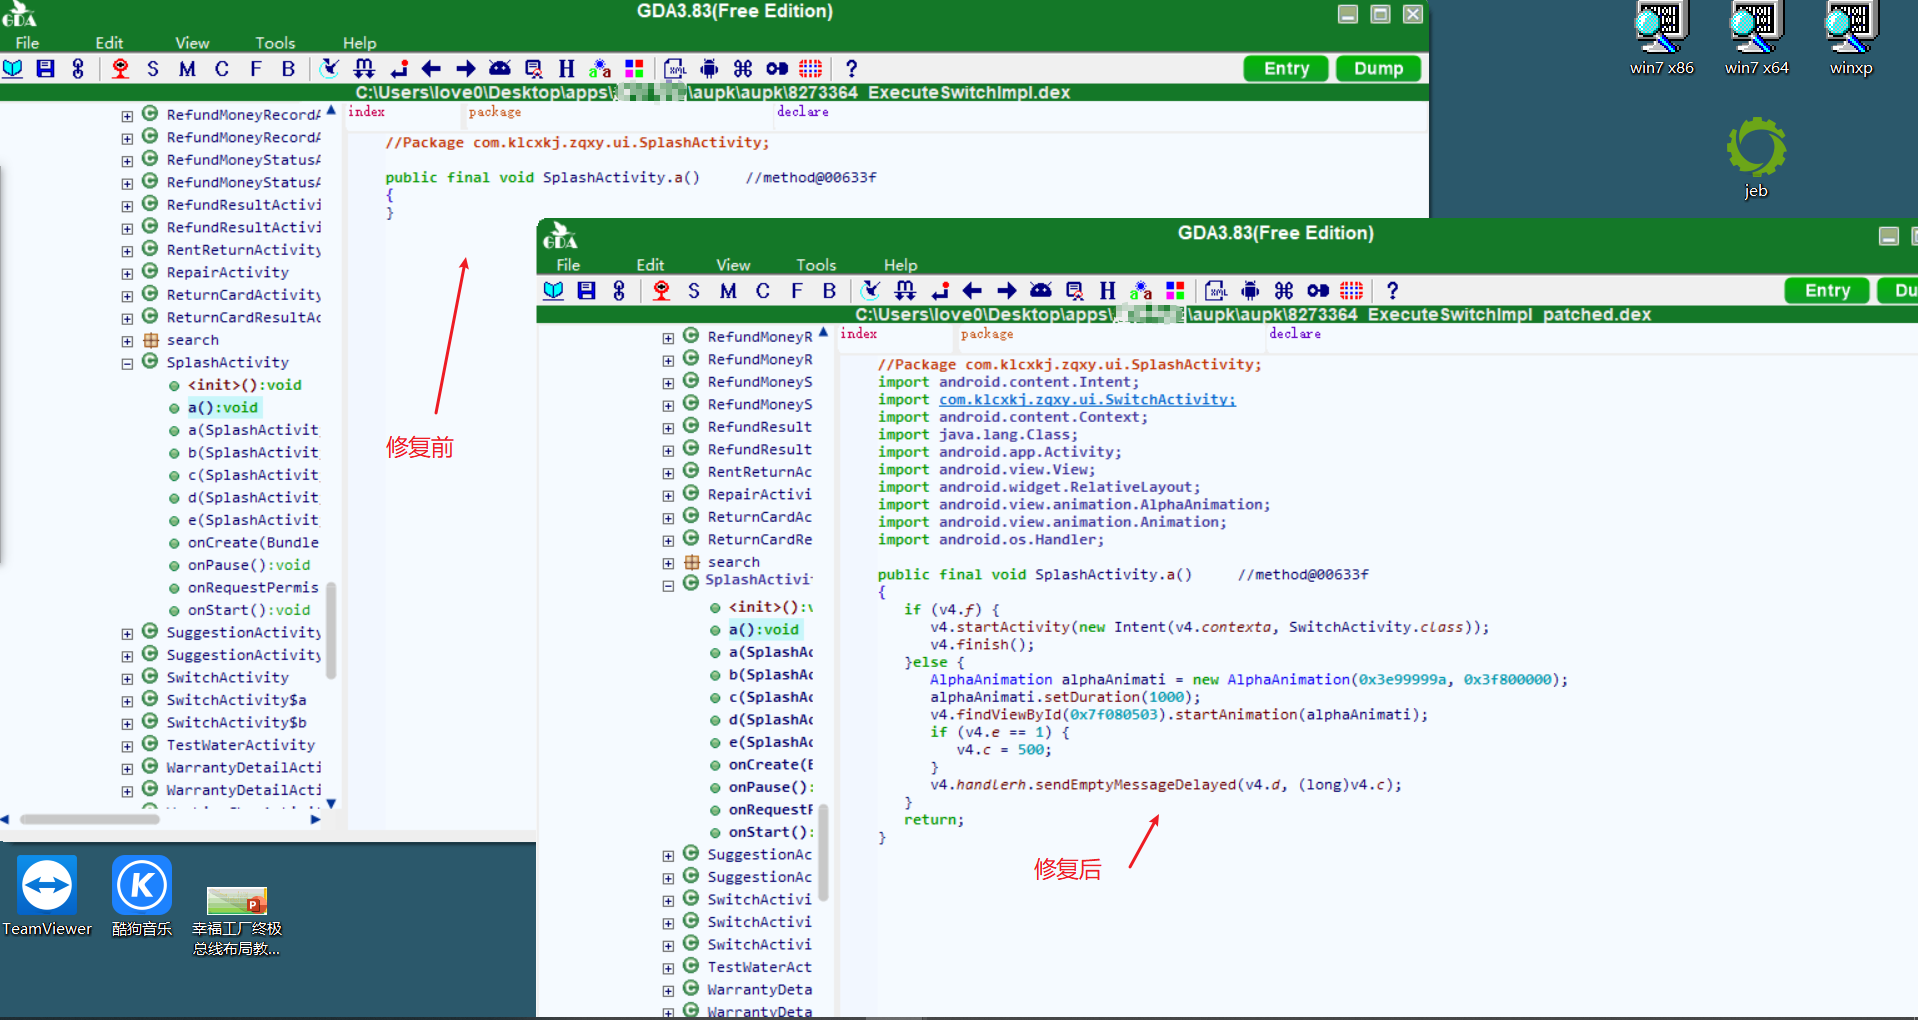 GDA3.83(Free Edition)
GDA
File Edit View Tools Help
S M C F B H a a XML ? Entry Dump
C:\Users\love0\Desktop\apps\ \aupk\aupk\8273364_ExecuteSwitchImpl.dex
index package declare
RefundMoneyRecordA
RefundMoneyRecordA
RefundMoneyStatusA
RefundMoneyStatusA
RefundResultActivi
RefundResultActivi
RentReturnActivity
RepairActivity
ReturnCardActivity
ReturnCardResultAc
search
SplashActivity
<init>():void
a():void
a(SplashActivit
b(SplashActivit
c(SplashActivit
d(SplashActivit
e(SplashActivit
onCreate(Bundle
onPause():void
onRequestPermis
onStart():void
SuggestionActivity
SuggestionActivity
SwitchActivity
SwitchActivity$a
SwitchActivity$b
TestWaterActivity
WarrantyDetailActi
WarrantyDetailActi
//Package com.klcxkj.zqxy.ui.SplashActivity;
public final void SplashActivity.a() //method@00633f
{
}
修复前
GDA3.83(Free Edition)
GDA
File Edit View Tools Help
S M C F B H a a XML ? Entry Du
C:\Users\love0\Desktop\apps\ \aupk\aupk\8273364_ExecuteSwitchImpl_patched.dex
index package declare
RefundMoneyR
RefundMoneyR
RefundMoneyS
RefundMoneyS
RefundResult
RefundResult
RentReturnAc
RepairActivi
ReturnCardAc
ReturnCardRe
search
SplashActivi
<init>():v
a():void
a(SplashAc
b(SplashAc
c(SplashAc
d(SplashAc
e(SplashAc
onCreate(B
onPause():
onRequestP
onStart():
SuggestionAc
SuggestionAc
SwitchActivi
SwitchActivi
SwitchActivi
TestWaterAct
WarrantyDeta
WarrantyDeta
//Package com.klcxkj.zqxy.ui.SplashActivity;
import android.content.Intent;
import com.klcxkj.zqxy.ui.SwitchActivity;
import android.content.Context;
import java.lang.Class;
import android.app.Activity;
import android.view.View;
import android.widget.RelativeLayout;
import android.view.animation.AlphaAnimation;
import android.view.animation.Animation;
import android.os.Handler;
public final void SplashActivity.a() //method@00633f
{
if (v4.f) {
v4.startActivity(new Intent(v4.contexta, SwitchActivity.class));
v4.finish();
}else {
AlphaAnimation alphaAnimati = new AlphaAnimation(0x3e99999a, 0x3f800000);
alphaAnimati.setDuration(1000);
v4.findViewById(0x7f080503).startAnimation(alphaAnimati);
if (v4.e == 1) {
v4.c = 500;
}
v4.handlerh.sendEmptyMessageDelayed(v4.d, (long)v4.c);
}
return;
}
修复后
win7 x86
win7 x64
winxp
jeb
TeamViewer
酷狗音乐
幸福工厂终极
总线布局教...